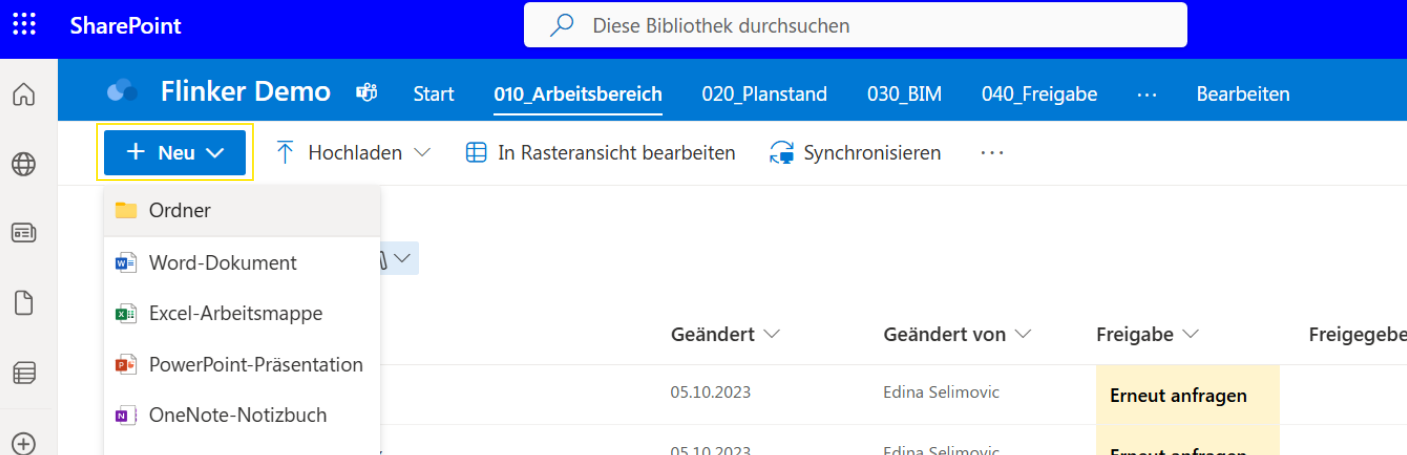 SharePoint
Diese Bibliothek durchsuchen
Flinker Demo Start 010_Arbeitsbereich 020_Planstand 030_BIM 040_Freigabe ··· Bearbeiten
+ Neu Hochladen In Rasteransicht bearbeiten Synchronisieren ···
Ordner
Word-Dokument
Excel-Arbeitsmappe
PowerPoint-Präsentation
OneNote-Notizbuch
Geändert Geändert von Freigabe Freigegebe
05.10.2023 Edina Selimovic Erneut anfragen
05.10.2023 Edina Selimovic Erneut anfragen